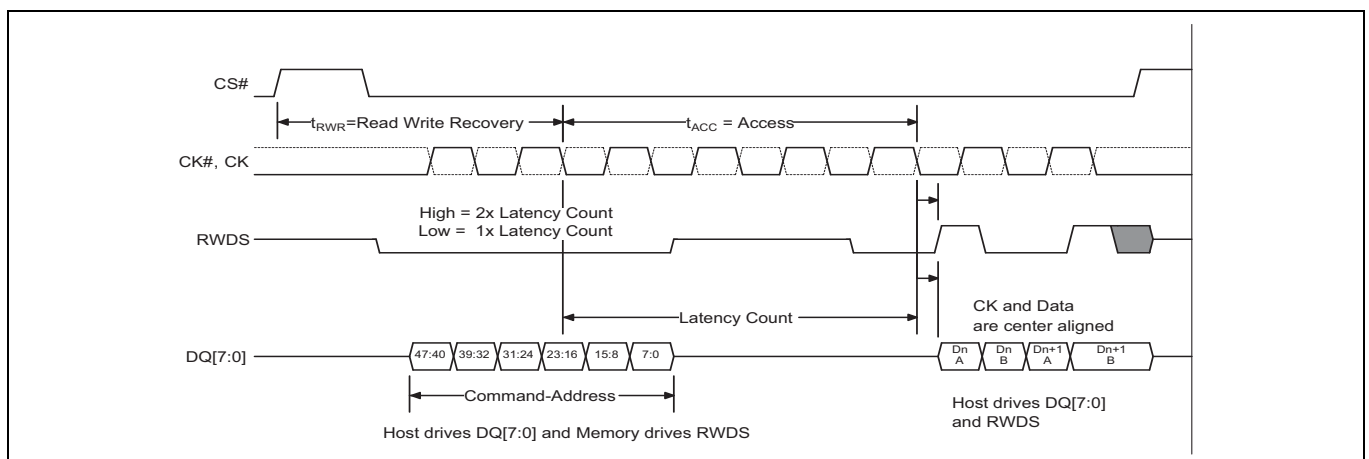 CS#
tRWR=Read Write Recovery
tACC = Access
CK#, CK
High = 2x Latency Count
Low = 1x Latency Count
RWDS
Latency Count
CK and Data
are center aligned
DQ[7:0]
47:40 39:32 31:24 23:16 15:8 7:0
Dn A
Dn B
Dn+1 A
Dn+1 B
Command-Address
Host drives DQ[7:0] and Memory drives RWDS
Host drives DQ[7:0]
and RWDS